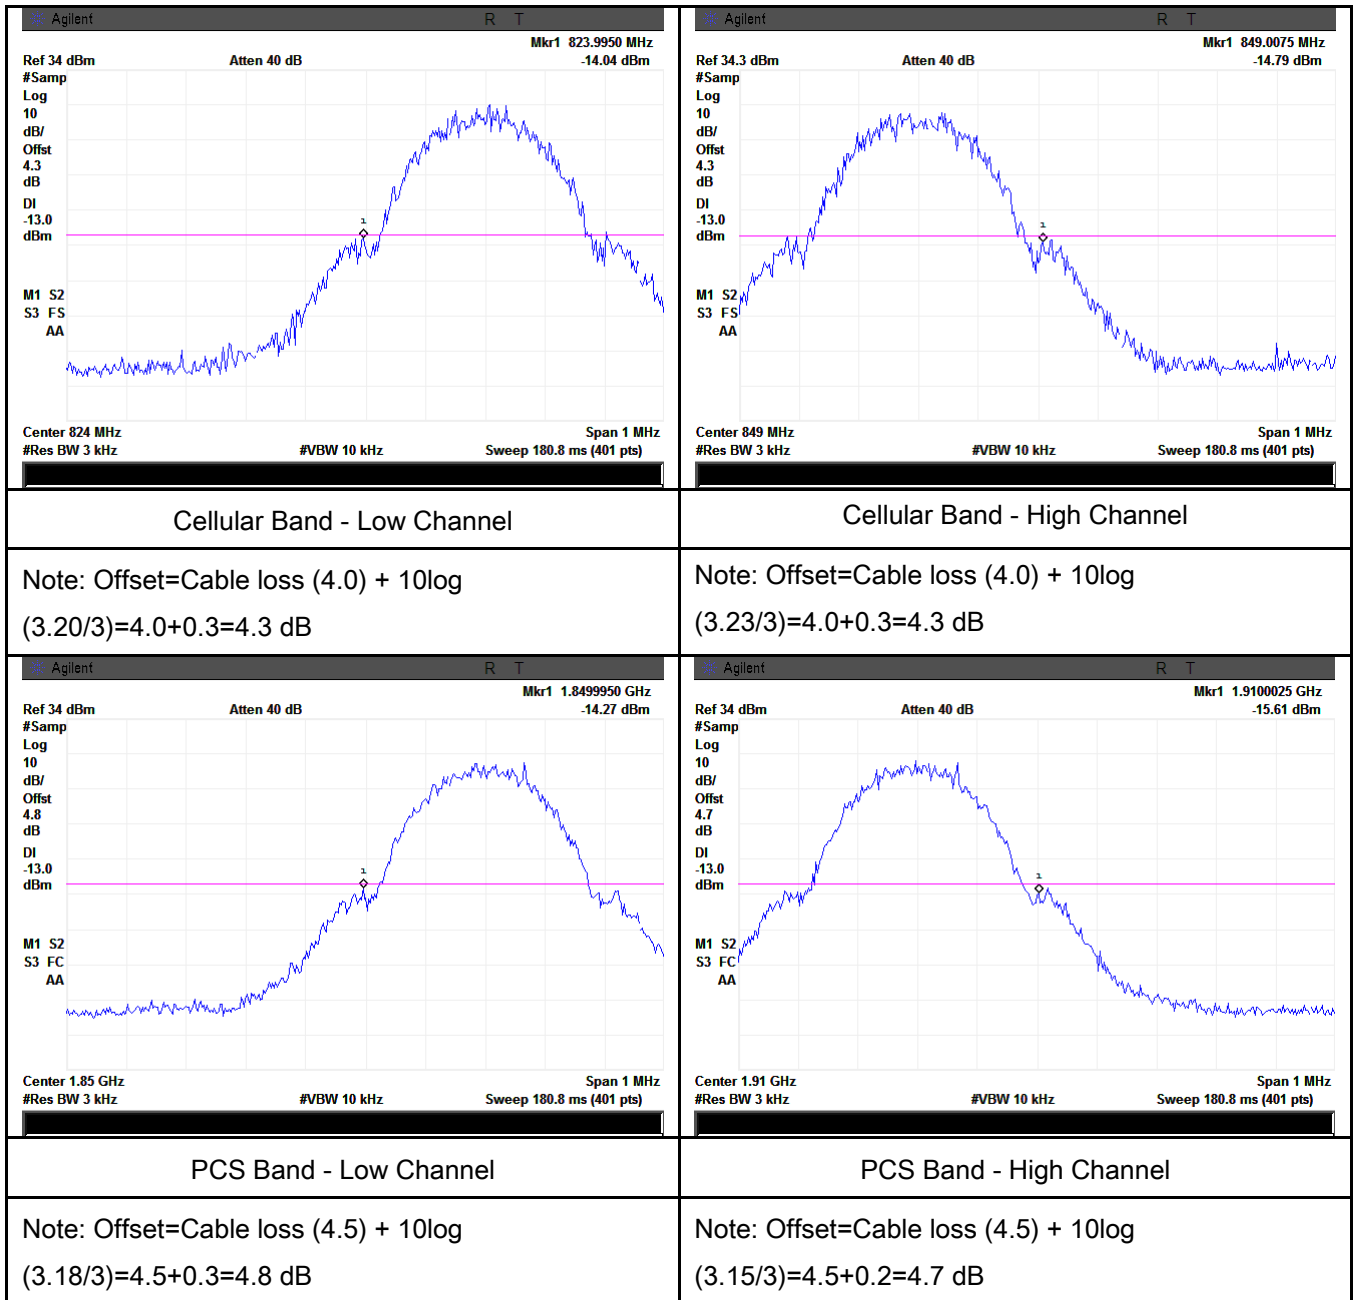 Agilent R T
Mkr1 823.9950 MHz
Ref 34 dBm Atten 40 dB -14.04 dBm
#Samp
Log
10
dB/
Offst
4.3
dB
DI
-13.0
dBm
1
M1 S2
S3 FS
AA
Center 824 MHz Span 1 MHz
#Res BW 3 kHz #VBW 10 kHz Sweep 180.8 ms (401 pts)
Agilent R T
Mkr1 849.0075 MHz
Ref 34.3 dBm Atten 40 dB -14.79 dBm
#Samp
Log
10
dB/
Offst
4.3
dB
DI
-13.0
dBm
1
M1 S2
S3 FS
AA
Center 849 MHz Span 1 MHz
#Res BW 3 kHz #VBW 10 kHz Sweep 180.8 ms (401 pts)
Cellular Band - Low Channel
Cellular Band - High Channel
Note: Offset=Cable loss (4.0) + 10log
(3.20/3)=4.0+0.3=4.3 dB
Note: Offset=Cable loss (4.0) + 10log
(3.23/3)=4.0+0.3=4.3 dB
Agilent R T
Mkr1 1.8499950 GHz
Ref 34 dBm Atten 40 dB -14.27 dBm
#Samp
Log
10
dB/
Offst
4.8
dB
DI
-13.0
dBm
1
M1 S2
S3 FC
AA
Center 1.85 GHz Span 1 MHz
#Res BW 3 kHz #VBW 10 kHz Sweep 180.8 ms (401 pts)
Agilent R T
Mkr1 1.9100025 GHz
Ref 34 dBm Atten 40 dB -15.61 dBm
#Samp
Log
10
dB/
Offst
4.7
dB
DI
-13.0
dBm
1
M1 S2
S3 FC
AA
Center 1.91 GHz Span 1 MHz
#Res BW 3 kHz #VBW 10 kHz Sweep 180.8 ms (401 pts)
PCS Band - Low Channel
PCS Band - High Channel
Note: Offset=Cable loss (4.5) + 10log
(3.18/3)=4.5+0.3=4.8 dB
Note: Offset=Cable loss (4.5) + 10log
(3.15/3)=4.5+0.2=4.7 dB